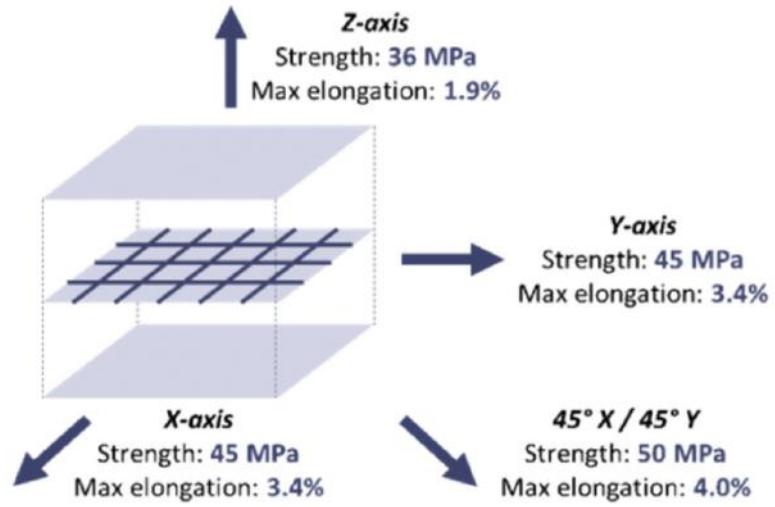 Z-axis
Strength: 36 MPa
Max elongation: 1.9%
Y-axis
Strength: 45 MPa
Max elongation: 3.4%
X-axis
Strength: 45 MPa
Max elongation: 3.4%
45° X / 45° Y
Strength: 50 MPa
Max elongation: 4.0%